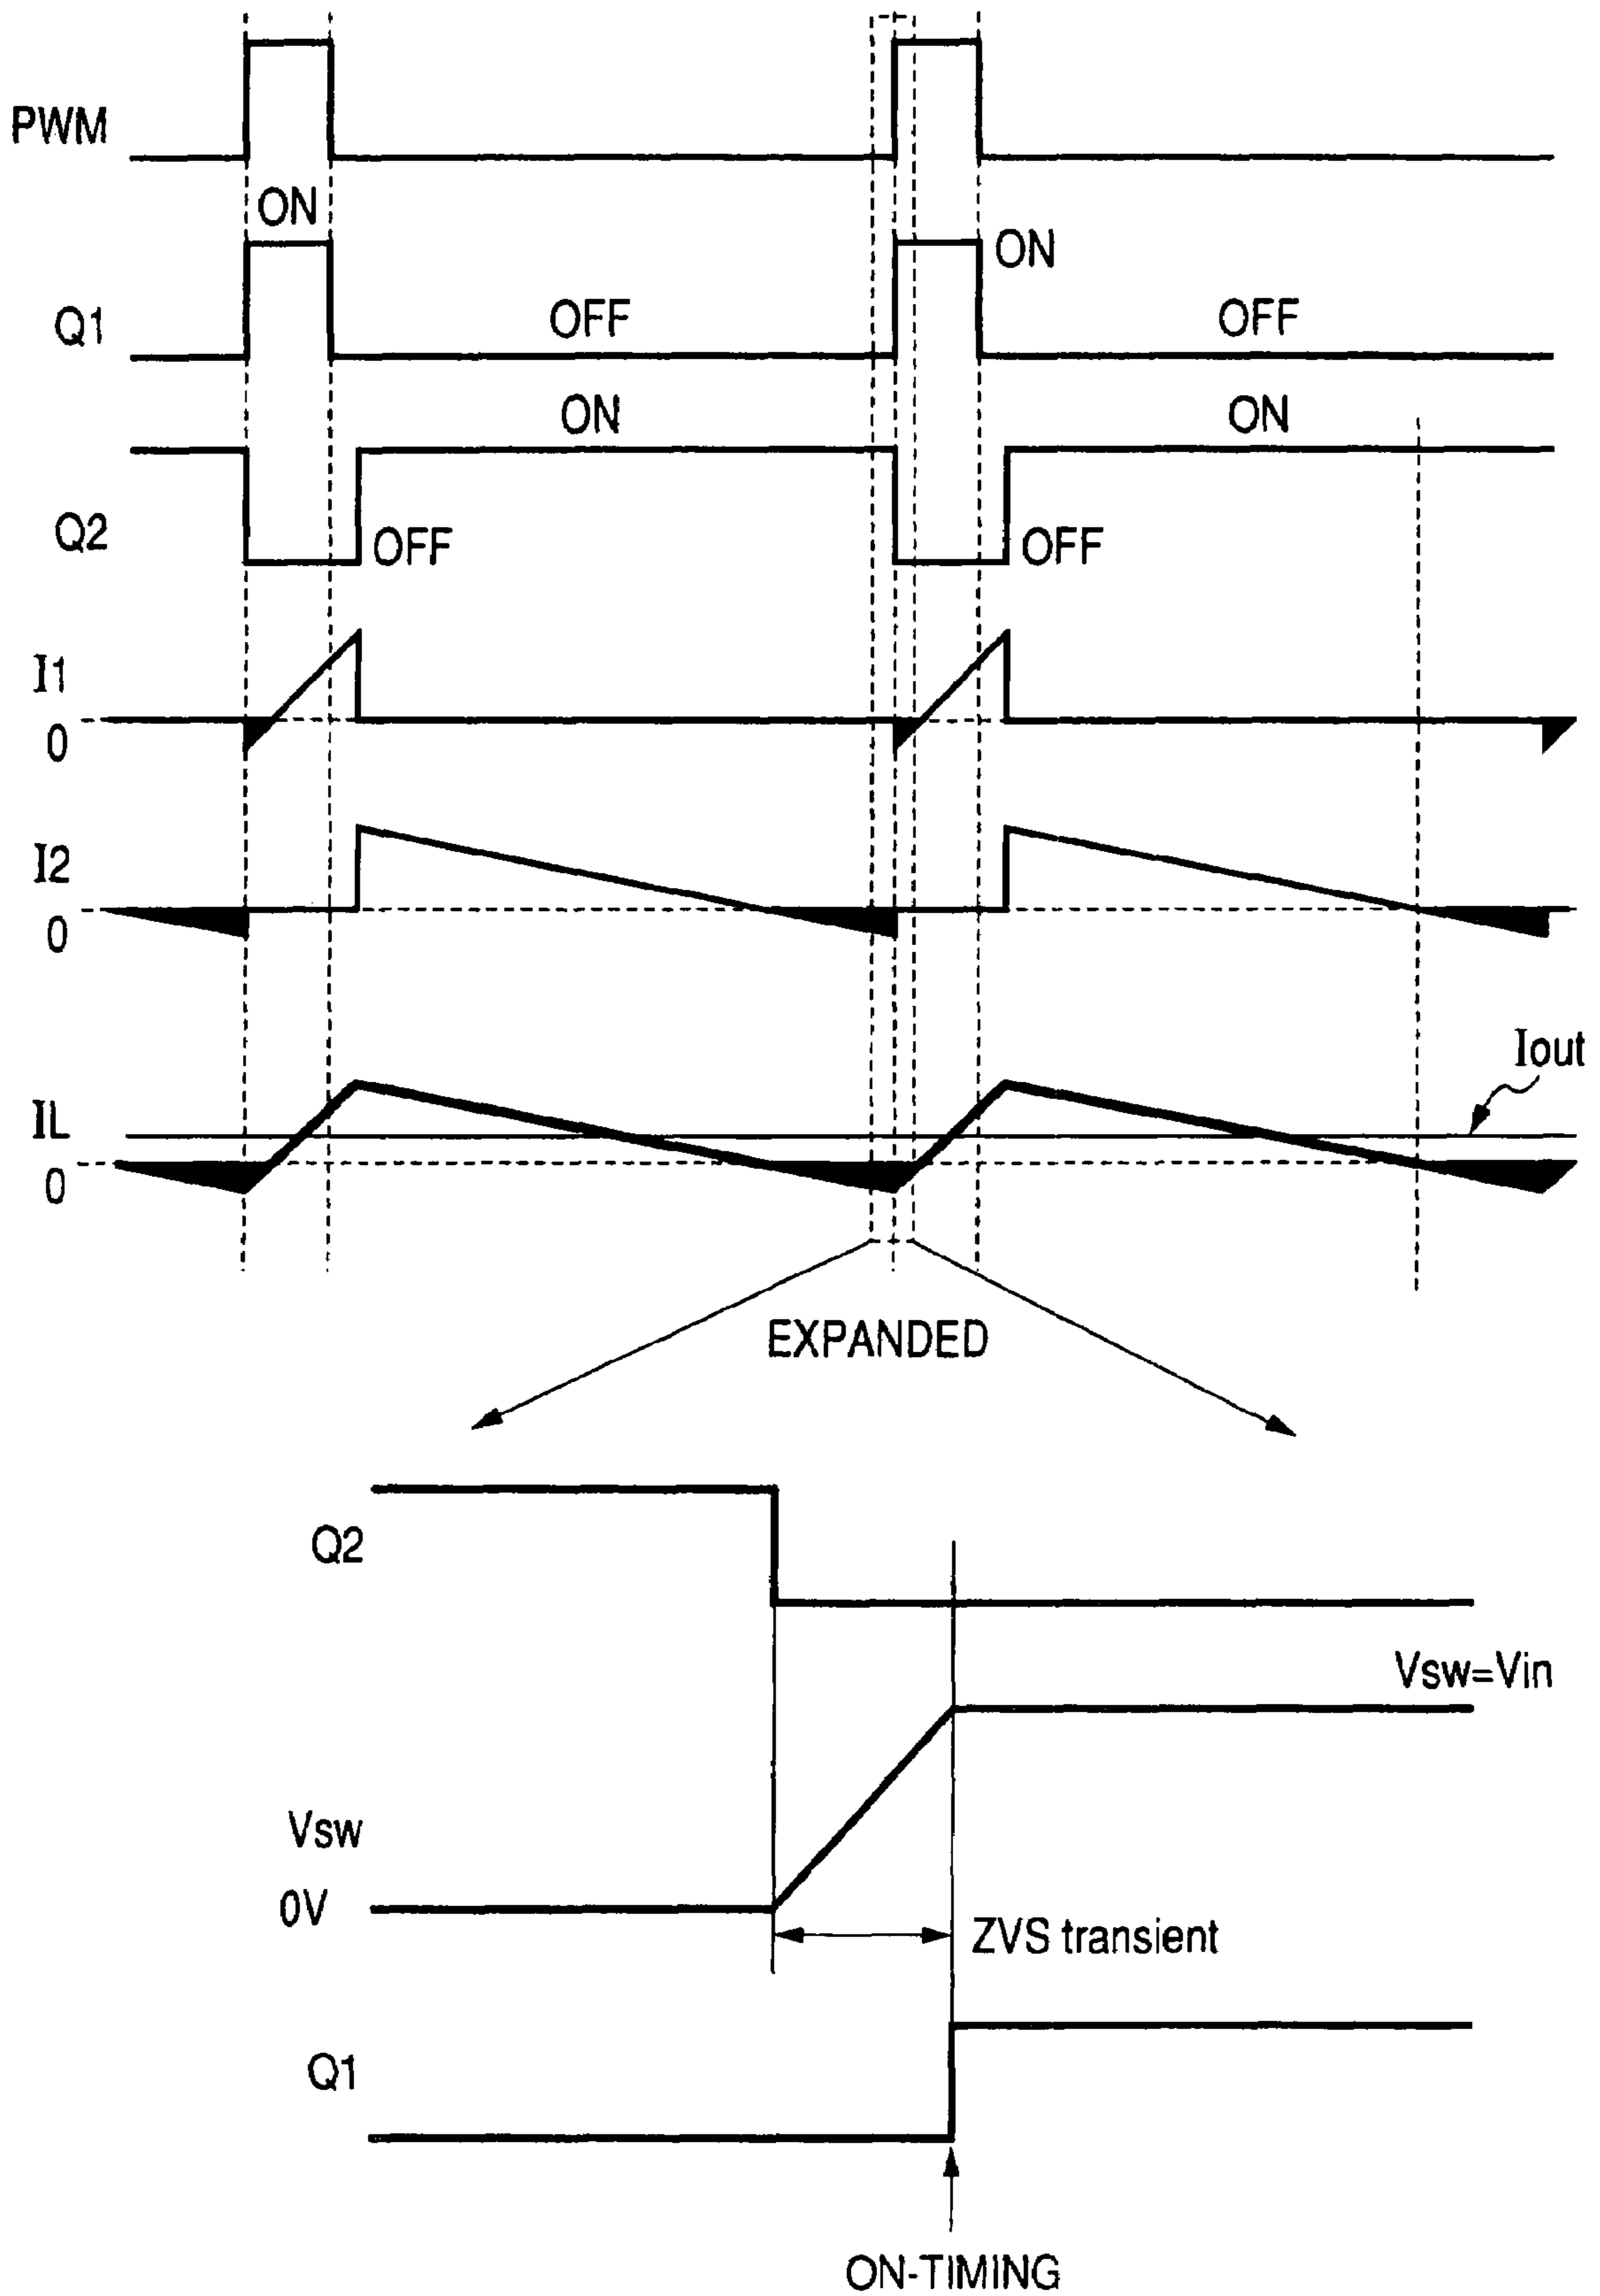 PWM
ON
ON
Q1
OFF
OFF
ON
ON
Q2
OFF
OFF
I1
0
I2
0
Iout
IL
0
EXPANDED
Q2
Vsw=Vin
Vsw
0V
ZVS transient
Q1
ON-TIMING